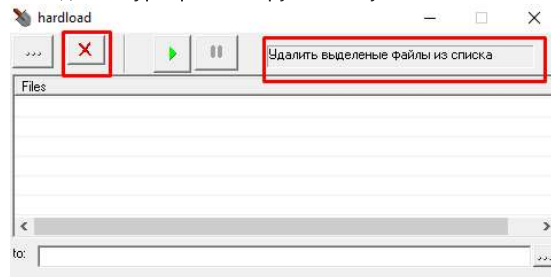 hardload
...
Удалить выделеные файлы из списка
Files
to:
...